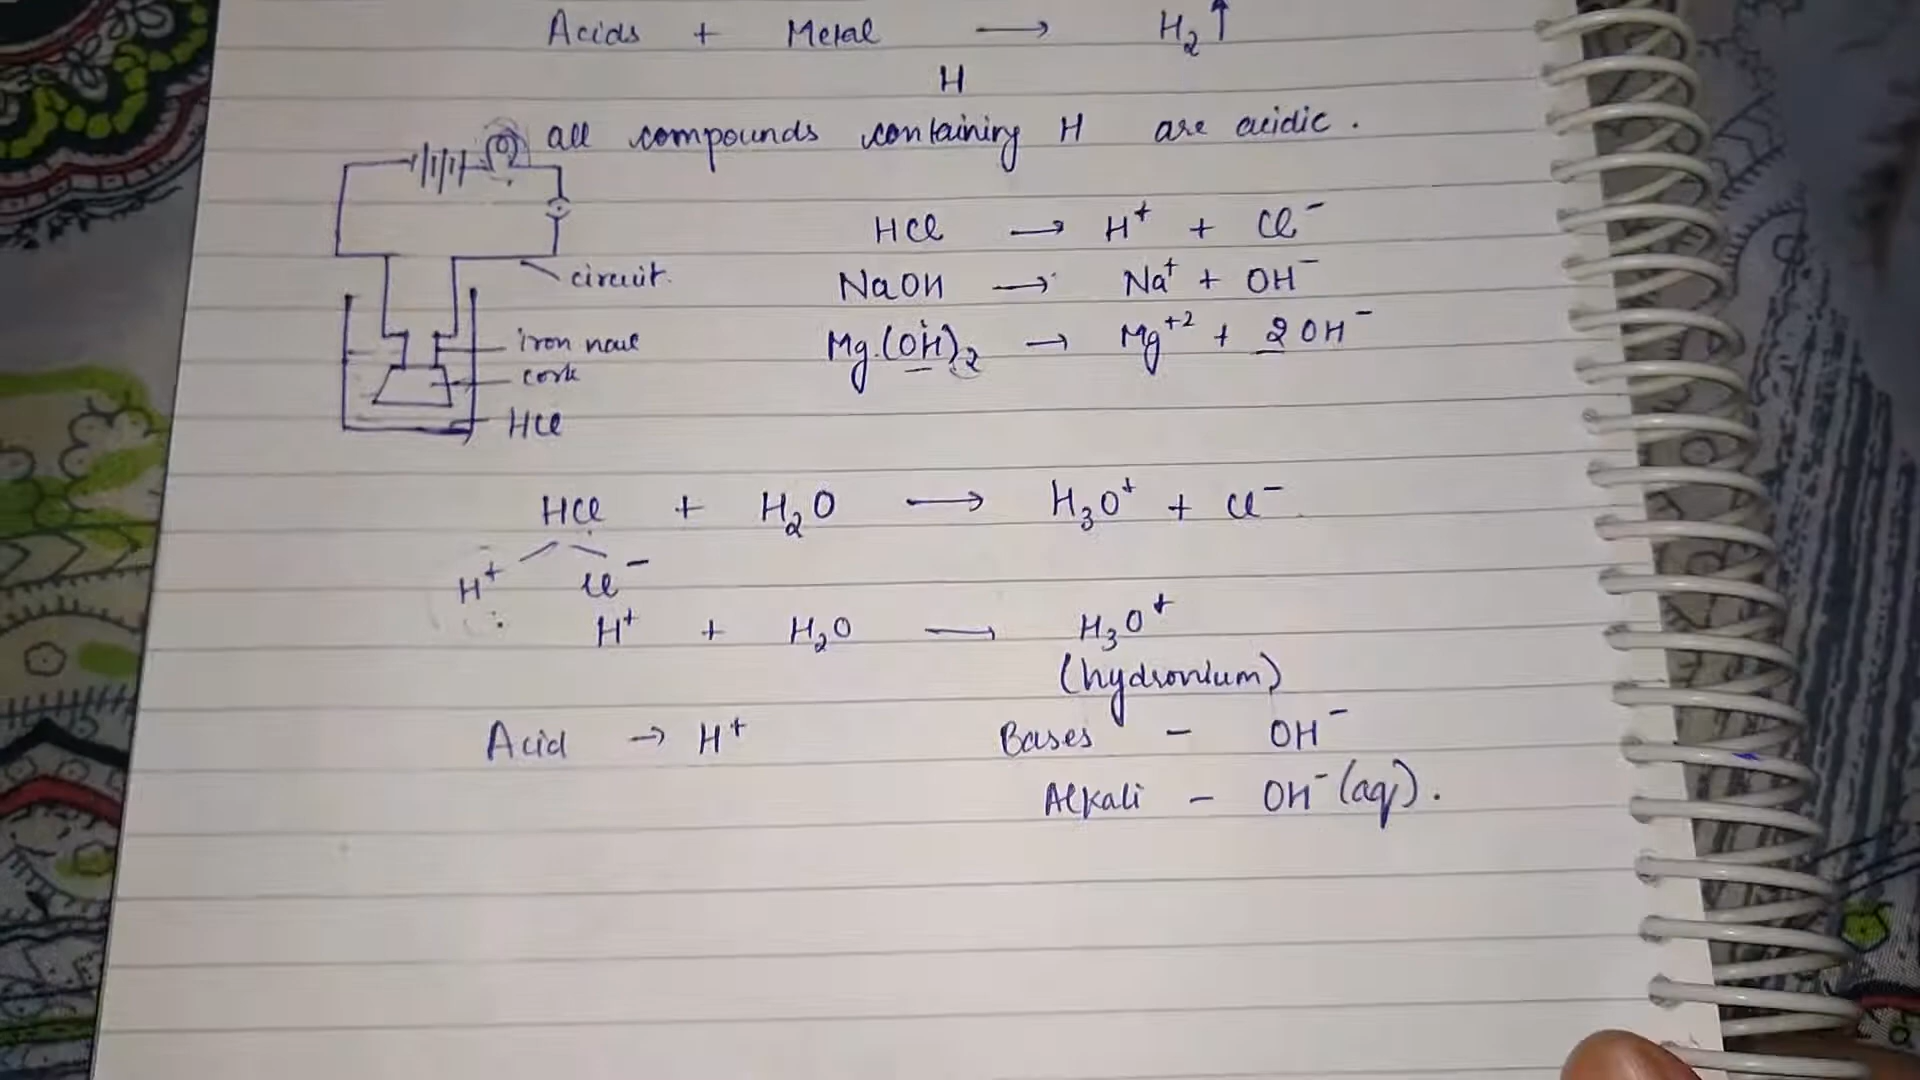 Acids + Metal → H₂↑
H
all compounds containing H are acidic.
HCl → H⁺ + Cl⁻
NaOH → Na⁺ + OH⁻
Mg(OH)₂ → Mg⁺² + 2OH⁻
circuit.
iron nail
cork
HCl
HCl + H₂O → H₃O⁺ + Cl⁻
H⁺ Cl⁻
H⁺ + H₂O → H₃O⁺
(hydronium)
Acid → H⁺ Bases - OH⁻
Alkali - OH⁻(aq).